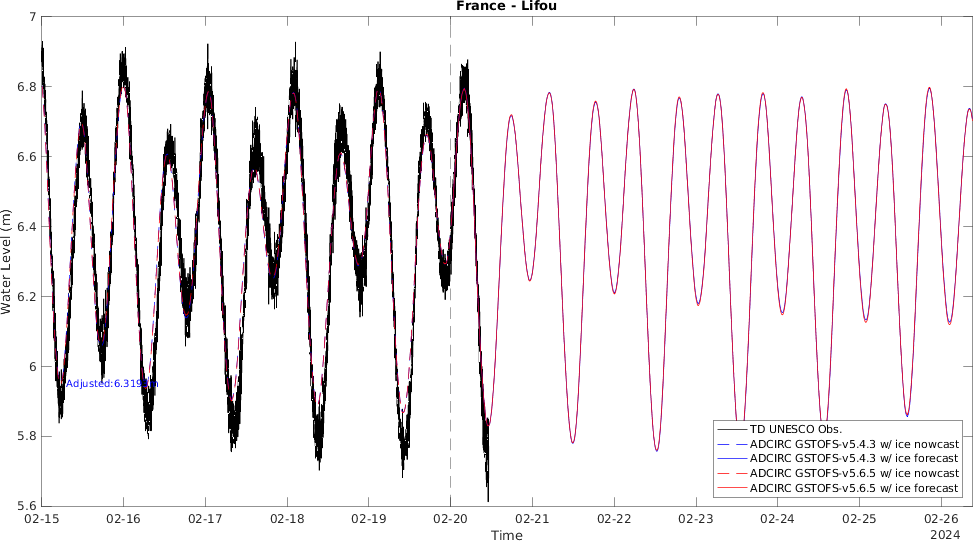 France - Lifou
7
6.8
6.6
6.4
6.2
6
5.8
5.6
Water Level (m)
Adjusted:6.319
02-15
02-16
02-17
02-18
02-19
02-20
02-21
02-22
02-23
02-24
02-25
02-26
Time
2024
TD UNESCO Obs.
ADCIRC GSTOFS-v5.4.3 w/ ice nowcast
ADCIRC GSTOFS-v5.4.3 w/ ice forecast
ADCIRC GSTOFS-v5.6.5 w/ ice nowcast
ADCIRC GSTOFS-v5.6.5 w/ ice forecast